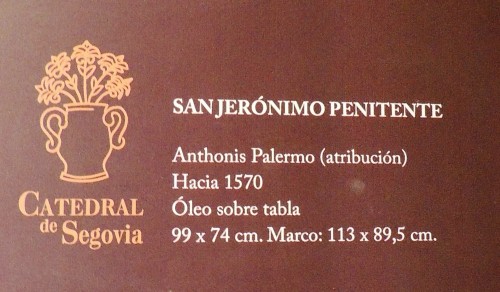 SAN JERÓNIMO PENITENTE
Anthonis Palermo (atribución)
Hacia 1570
Óleo sobre tabla
99 x 74 cm. Marco: 113 x 89,5 cm.
CATEDRAL
de Segovia